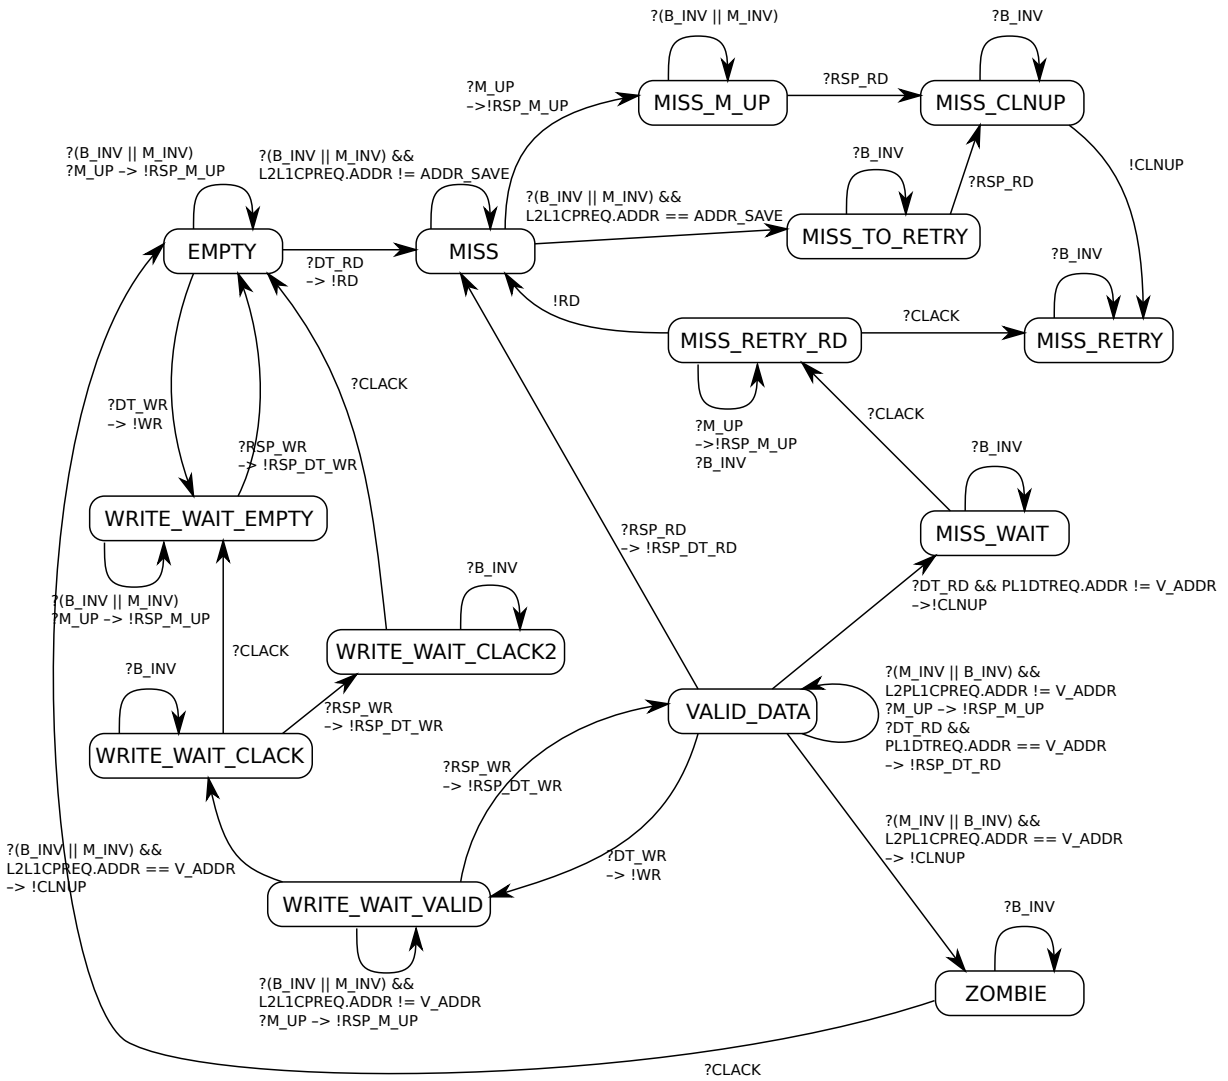 ?(B_INV || M_INV)
?B_INV
?M_UP
–>!RSP_M_UP
MISS_M_UP
?RSP_RD
MISS_CLNUP
?(B_INV || M_INV)
?M_UP –> !RSP_M_UP
?(B_INV || M_INV) &&
L2L1CPREQ.ADDR != ADDR_SAVE
?B_INV
?RSP_RD
!CLNUP
?(B_INV || M_INV) &&
L2L1CPREQ.ADDR == ADDR_SAVE
EMPTY
MISS
MISS_TO_RETRY
?DT_RD
–> !RD
?B_INV
!RD
?CLACK
MISS_RETRY_RD
MISS_RETRY
?CLACK
?DT_WR
–> !WR
?CLACK
?M_UP
–>!RSP_M_UP
?B_INV
?RSP_WR
–> !RSP_DT_WR
?B_INV
WRITE_WAIT_EMPTY
MISS_WAIT
?RSP_RD
–> !RSP_DT_RD
?(B_INV || M_INV)
?M_UP –> !RSP_M_UP
?B_INV
?DT_RD && PL1DTREQ.ADDR != V_ADDR
–>!CLNUP
?CLACK
WRITE_WAIT_CLACK2
?B_INV
?(M_INV || B_INV) &&
L2PL1CPREQ.ADDR != V_ADDR
?M_UP –> !RSP_M_UP
?DT_RD &&
PL1DTREQ.ADDR == V_ADDR
–> !RSP_DT_RD
VALID_DATA
?RSP_WR
–> !RSP_DT_WR
WRITE_WAIT_CLACK
?RSP_WR
–> !RSP_DT_WR
?(M_INV || B_INV) &&
L2PL1CPREQ.ADDR == V_ADDR
–> !CLNUP
?(B_INV || M_INV) &&
L2L1CPREQ.ADDR == V_ADDR
–> !CLNUP
?DT_WR
–> !WR
WRITE_WAIT_VALID
?B_INV
?(B_INV || M_INV) &&
L2L1CPREQ.ADDR != V_ADDR
?M_UP –> !RSP_M_UP
ZOMBIE
?CLACK